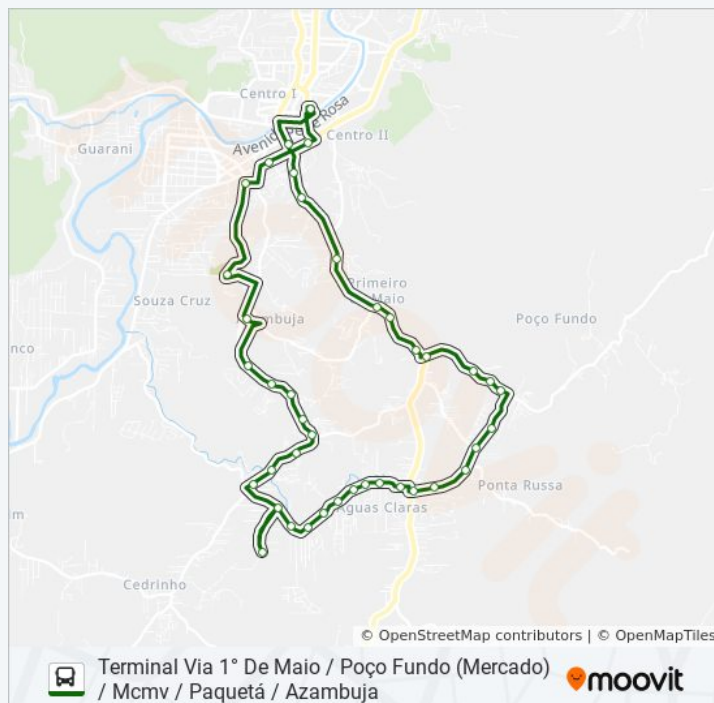 Centro I
Avenida
Rosa
Centro II
Guarani
Primeiro
Maio
Souza Cruz
Poço Fundo
nco
Ponta Russa
Águas Claras
m
Cedrinho
© OpenStreetMap contributors | © OpenMapTiles
Terminal Via 1° De Maio / Poço Fundo (Mercado)
/ Mcmv / Paquetá / Azambuja
moovit